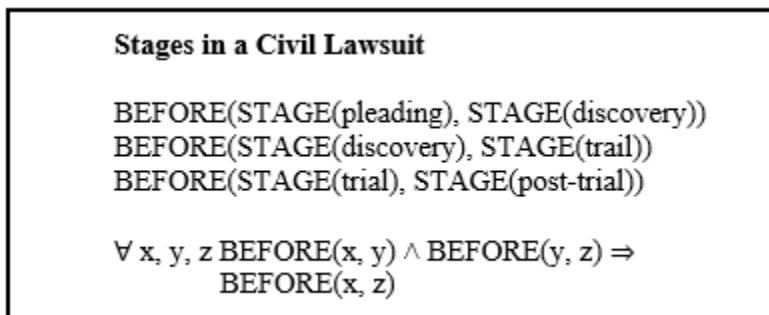 Stages in a Civil Lawsuit
BEFORE(STAGE(pleading), STAGE(discovery))
BEFORE(STAGE(discovery), STAGE(trail))
BEFORE(STAGE(trial), STAGE(post-trial))
∀ x, y, z BEFORE(x, y) ∧ BEFORE(y, z) ⇒
BEFORE(x, z)